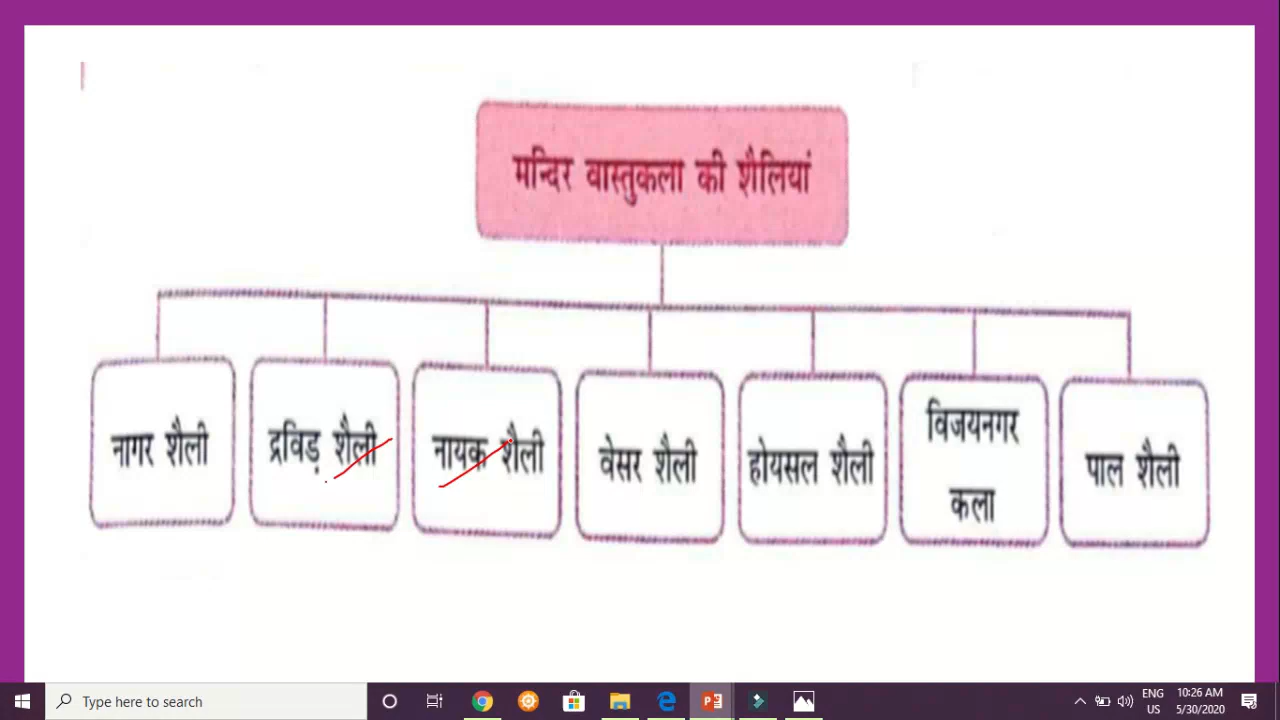 मन्दिर वास्तुकला की शैलियां
नागर शैली
द्रविड़ शैली
नायक शैली
वेसर शैली
होयसल शैली
विजयनगर
कला
पाल शैली
Type here to search
ENG
US
10:26 AM
5/30/2020